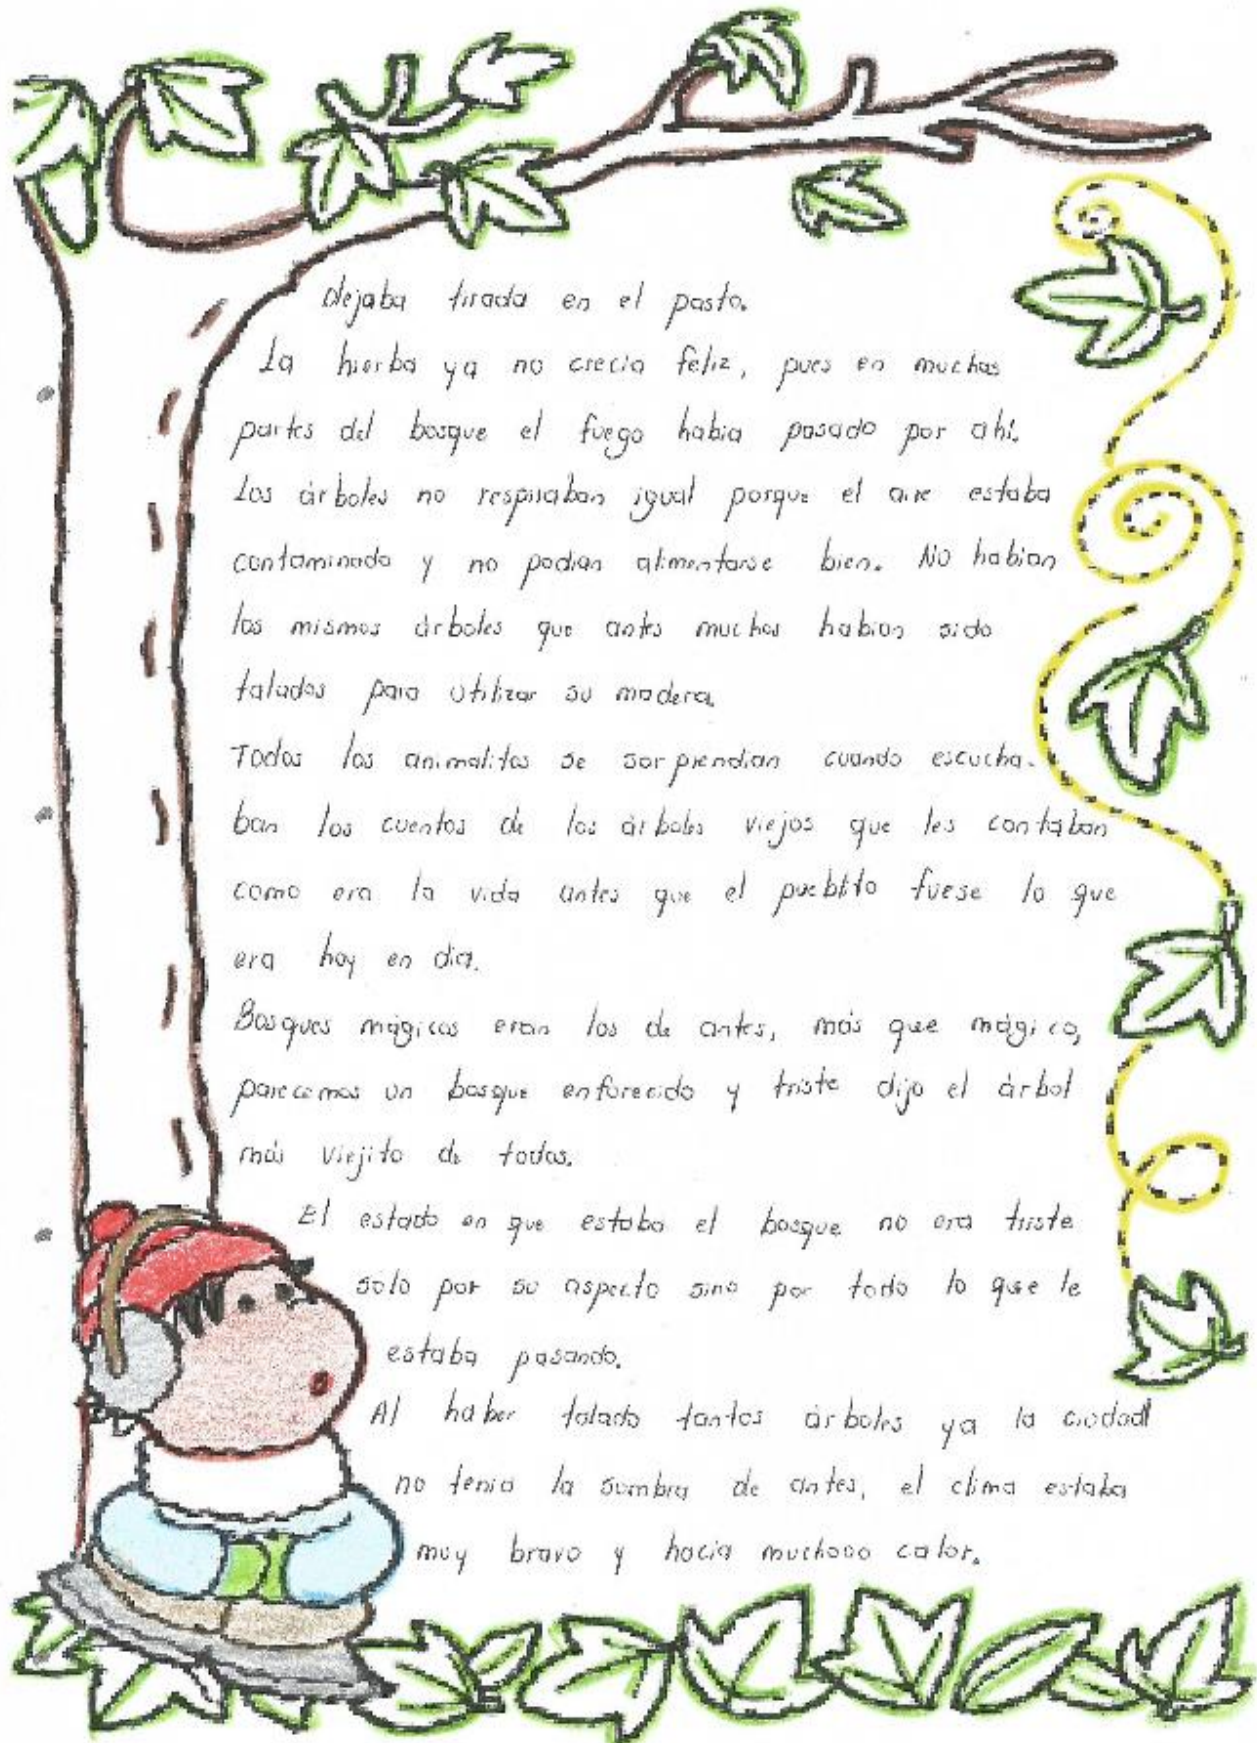 dejaba tirada en el pasto.
La hierba ya no crecia feliz, pues en muchas
partes del bosque el fuego habia pasado por ahí.
Los árboles no respiraban igual porque el aire estaba
contaminado y no podian alimentarse bien. No habian
los mismos árboles que antes muchos habian sido
talados para utilizar su madera.
Todos los animalitos se sorprendian cuando escucha-
ban los cuentos de los árboles viejos que les contaban
como era la vida antes que el pueblito fuese lo que
era hoy en dia.
Bosques mágicos eran los de antes, más que mágico,
parecemos un bosque enforecido y triste dijo el árbol
más viejito de todos.
El estado en que estaba el bosque no era triste
solo por su aspecto sino por todo lo que le
estaba pasando.
Al haber talado tantos árboles ya la ciudad
no tenia la sombra de antes, el clima estaba
muy bravo y hacia muchooo calor.